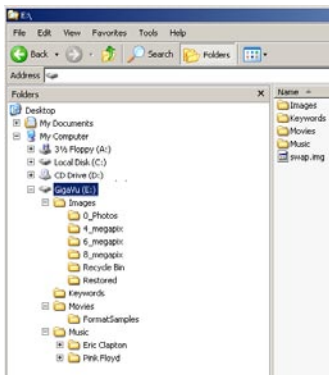 E:\
File Edit View Favorites Tools Help
Back Search Folders
Address
Folders x
Desktop
My Documents
My Computer
3½ Floppy (A:)
Local Disk (C:)
CD Drive (D:)
GigaVu (E:)
Images
0_Photos
4_megapix
6_megapix
8_megapix
Recycle Bin
Restored
Keywords
Movies
FormatSamples
Music
Eric Clapton
Pink Floyd
Name
Images
Keywords
Movies
Music
swap.img